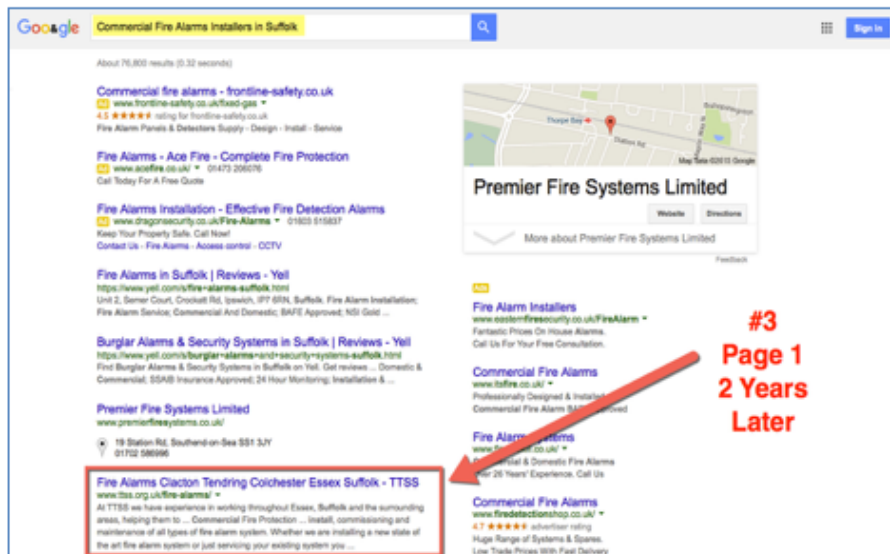 Goo&gle
Commercial Fire Alarms Installers in Suffolk
Sign in
About 76,800 results (0.32 seconds)
Commercial fire alarms - frontline-safety.co.uk
Ad www.frontline-safety.co.uk/fixed-gas
4.5 ★★★★★ rating for frontline-safety.co.uk
Fire Alarm Panels & Detectors Supply - Design - Install - Service
Fire Alarms - Ace Fire - Complete Fire Protection
Ad www.acefire.co.uk/ 01473 206076
Call Today For A Free Quote
Fire Alarms Installation - Effective Fire Detection Alarms
Ad www.dragonsecurity.co.uk/Fire-Alarms 01603 515837
Keep Your Property Safe. Call Now!
Contact Us - Fire Alarms - Access control - CCTV
Fire Alarms in Suffolk | Reviews - Yell
https://www.yell.com/s/fire+alarms-suffolk.html
Unit 2, Semer Court, Crockatt Rd, Ipswich, IP7 6RN, Suffolk. Fire Alarm Installation;
Fire Alarm Service; Commercial And Domestic; BAFE Approved; NSI Gold ...
Burglar Alarms & Security Systems in Suffolk | Reviews - Yell
https://www.yell.com/s/burglar+alarms+and+security+systems-suffolk.html
Find Burglar Alarms & Security Systems in Suffolk on Yell. Get reviews ... Domestic &
Commercial; SSAIB Insurance Approved; 24 Hour Monitoring; Installation & ...
Premier Fire Systems Limited
www.premierfiresystems.co.uk/
19 Station Rd, Southend-on-Sea SS1 3JY
01702 586996
Fire Alarms Clacton Tendring Colchester Essex Suffolk - TTSS
www.ttss.org.uk/fire-alarms/
At TTSS we have experience in working throughout Essex, Suffolk and the surrounding
areas, helping them to ... Commercial Fire Protection ... install, commissioning and
maintenance of all types of fire alarm system. Whether we are installing a new state of
the art fire alarm system or just servicing your existing system you ...
Thorpe Bay
Station Rd
Map data ©2015 Google
Premier Fire Systems Limited
Website
Directions
More about Premier Fire Systems Limited
Feedback
Ads
Fire Alarm Installers
www.easternfiresecurity.co.uk/FireAlarm
Fantastic Prices On House Alarms.
Call Us For Your Free Consultation.
Commercial Fire Alarms
www.itsfire.co.uk/
Professionally Designed & Installed
Commercial Fire Alarm
Fire Alarm Systems
& Domestic Fire Alarms
26 Years' Experience. Call Us
Commercial Fire Alarms
www.firedetectionshop.co.uk/
4.7 ★★★★★ advertiser rating
Huge Range of Systems & Spares.
Low Trade Prices With Fast Delivery
#3
Page 1
2 Years
Later